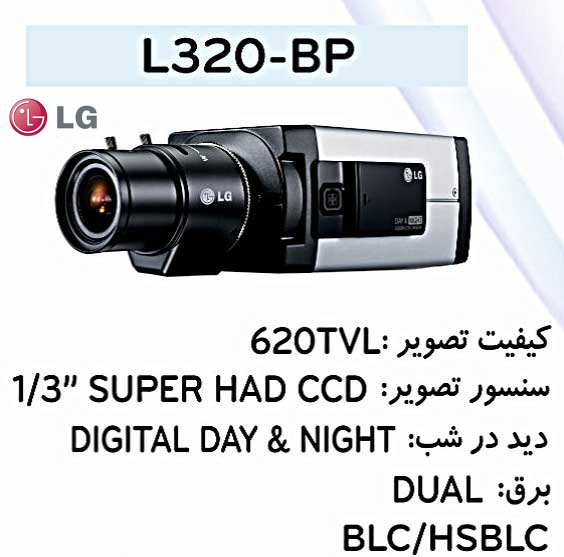 L320-BP
LG
LG
LG
DAY & NIGHT
کیفیت تصویر :620TVL
سنسور تصویر: 1/3” SUPER HAD CCD
دید در شب: DIGITAL DAY & NIGHT
برق: DUAL
BLC/HSBLC